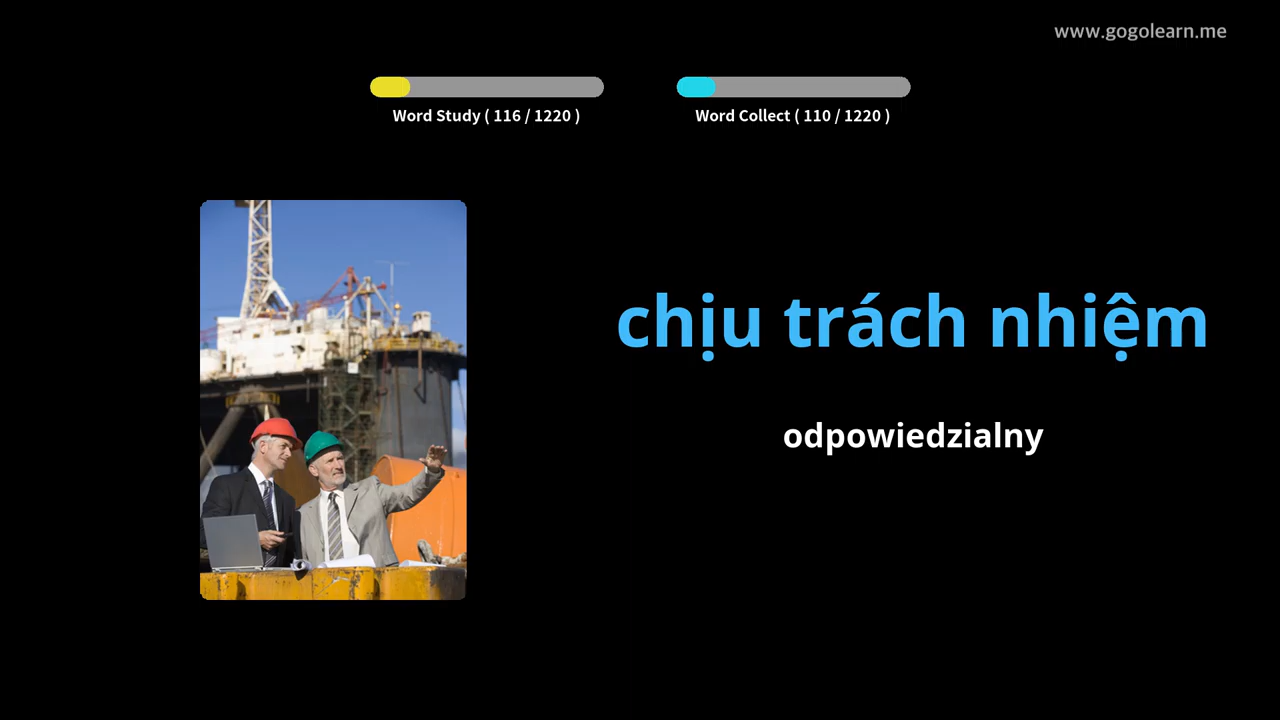 www.gogolearn.me
Word Study ( 116 / 1220 )
Word Collect ( 110 / 1220 )
chịu trách nhiệm
odpowiedzialny